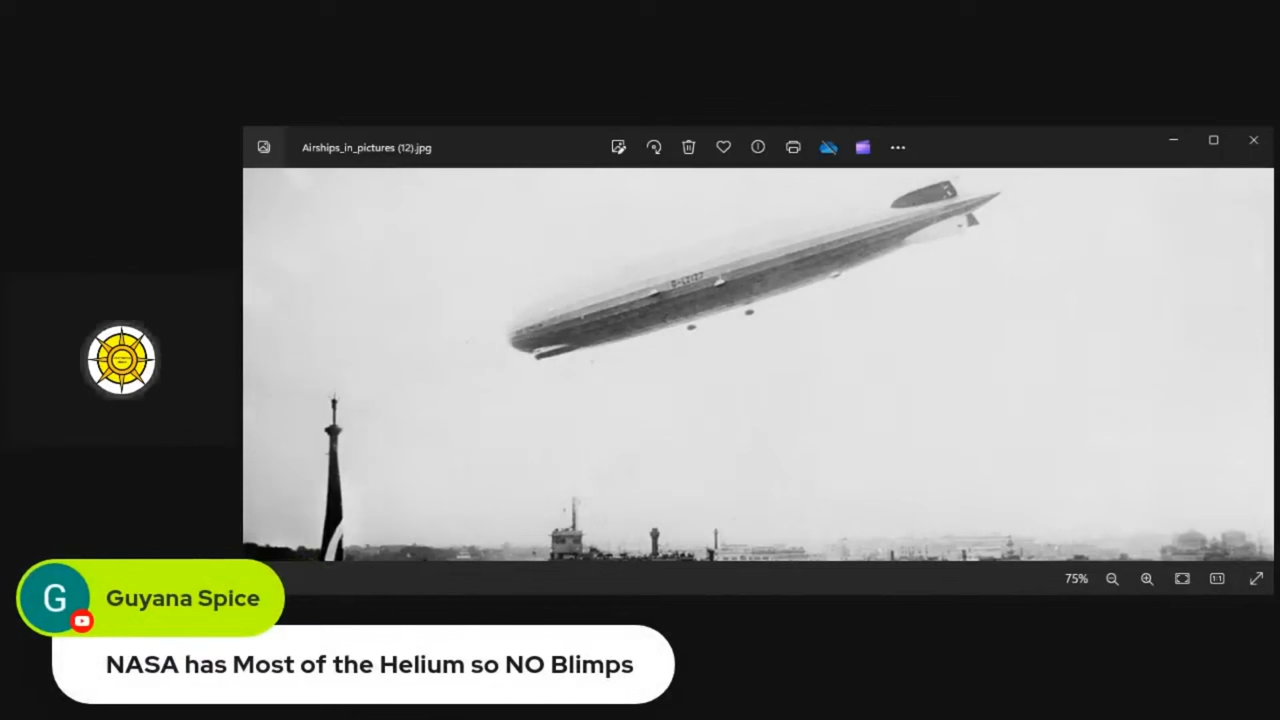 Airships_in_pictures (12).jpg
75%
G
Guyana Spice
NASA has Most of the Helium so NO Blimps